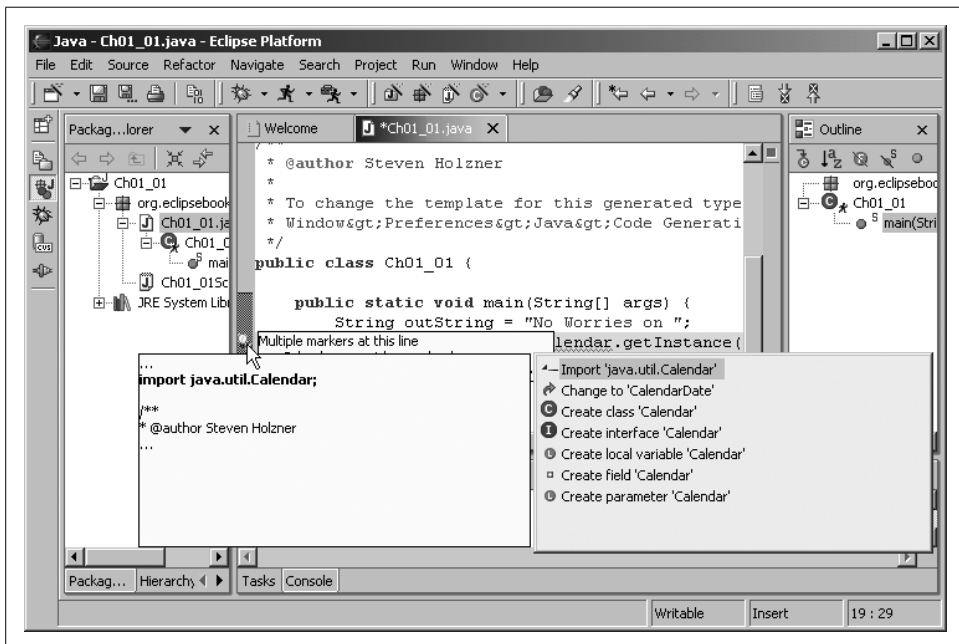 Java - Ch01_01.java - Eclipse Platform
File Edit Source Refactor Navigate Search Project Run Window Help
Packag...lorer
Welcome
*Ch01_01.java
Outline
Ch01_01
org.eclipsebook
Ch01_01.ja
Ch01_0
mai
Ch01_01Sc
JRE System Lib
* @author Steven Holzner
*
* To change the template for this generated type
* Window&gt;Preferences&gt;Java&gt;Code Generati
*/
public class Ch01_01 {
public static void main(String[] args) {
String outString = "No Worries on ";
lendar.getInstance(
Multiple markers at this line
org.eclipseboo
Ch01_01
main(Stri
...
import java.util.Calendar;
/**
* @author Steven Holzner
...
Import 'java.util.Calendar'
Change to 'CalendarDate'
Create class 'Calendar'
Create interface 'Calendar'
Create local variable 'Calendar'
Create field 'Calendar'
Create parameter 'Calendar'
Packag... Hierarchy
Tasks Console
Writable Insert 19 : 29